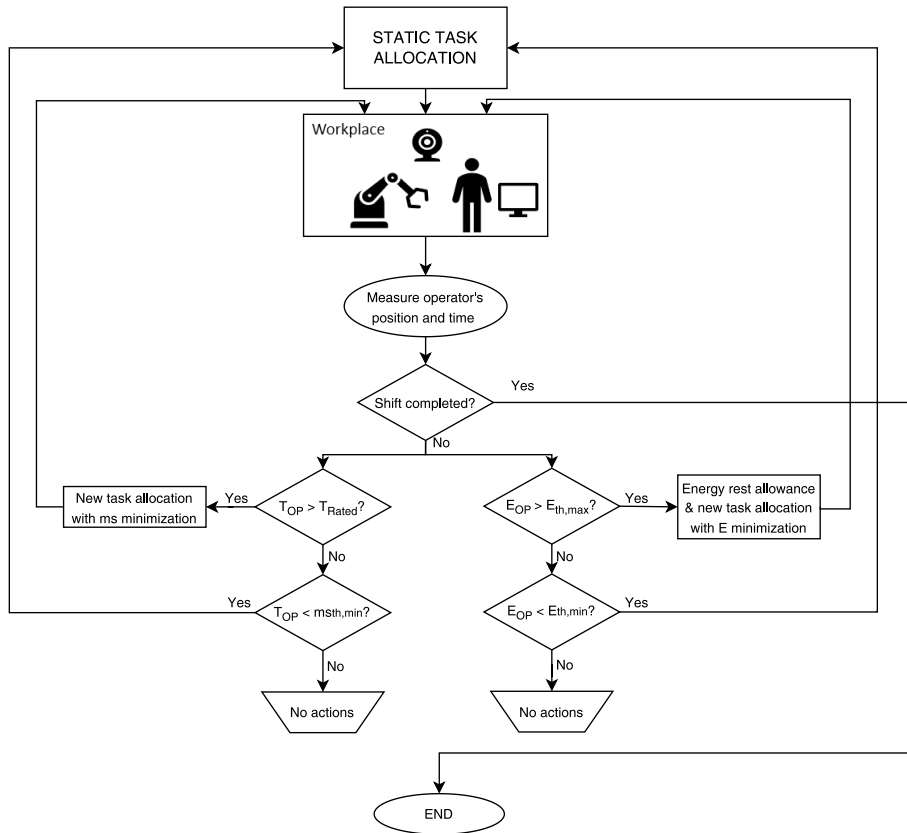 STATIC TASK
ALLOCATION
Workplace
Measure operator's
position and time
Shift completed?
Yes
No
New task allocation
with ms minimization
Yes
T_OP > T_Rated?
E_OP > E_th,max?
Yes
Energy rest allowance
& new task allocation
with E minimization
No
No
Yes
T_OP < ms_th,min?
E_OP < E_th,min?
Yes
No
No
No actions
No actions
END